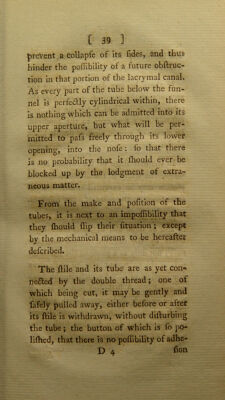 [ 39 ]
prevent a collapſe of its ſides, and thus
hinder the poſſibility of a future obſtruc-
tion in that portion of the lacrymal canal.
As every part of the tube below the fun-
nel is perfectly cylindrical within, there
is nothing which can be admitted into its
upper aperture, but what will be per-
mitted to paſs freely through its lower
opening, into the noſe: ſo that there
is no probability that it ſhould ever be
blocked up by the lodgment of extra-
neous matter.
From the make and poſition of the
tubes, it is next to an impoſſibility that
they ſhould ſlip their ſituation; except
by the mechanical means to be hereafter
deſcribed.
The ſtile and its tube are as yet con-
nected by the double thread; one of
which being cut, it may be gently and
ſafely pulled away, either before or after
its ſtile is withdrawn, without diſturbing
the tube; the button of which is ſo po-
liſhed, that there is no poſſibility of adhe-
D 4
ſion